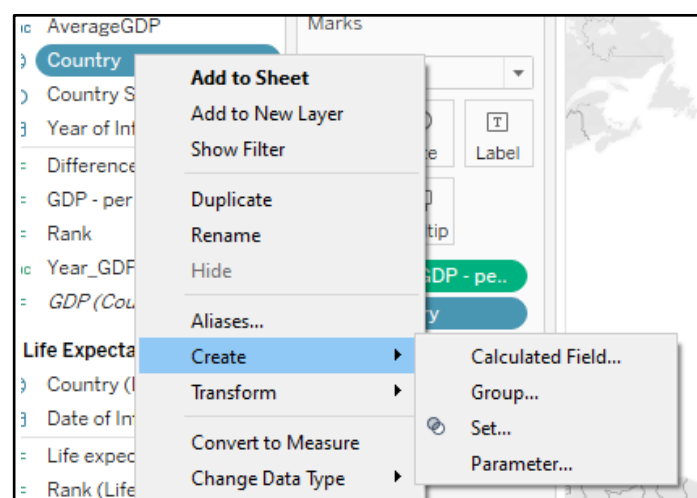 AverageGDP
Country
Country S
Year of Inf
Difference
GDP - per
Rank
Year_GDF
GDP (Cou
Life Expecta
Country (
Date of In
Life expec
Rank (Life
Marks
Label
tip
GDP - pe..
ry
Add to Sheet
Add to New Layer
Show Filter
Duplicate
Rename
Hide
Aliases...
Create
Transform
Convert to Measure
Change Data Type
Calculated Field...
Group...
Set...
Parameter...